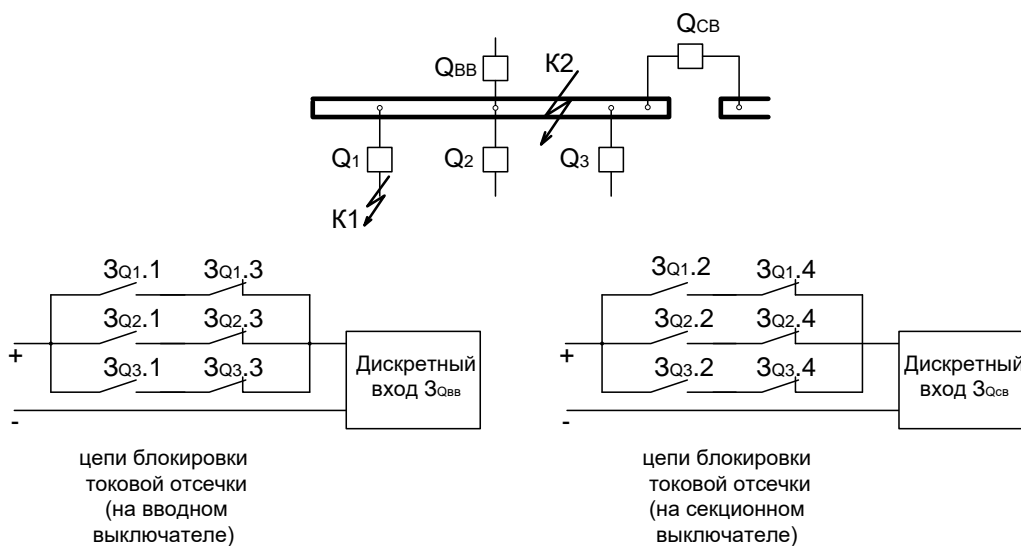 QСВ
QВВ
К2
Q1
Q2
Q3
К1
ЗQ1.1 ЗQ1.3
ЗQ2.1 ЗQ2.3
ЗQ3.1 ЗQ3.3
+
-
Дискретный
вход ЗQвв
цепи блокировки
токовой отсечки
(на вводном
выключателе)
ЗQ1.2 ЗQ1.4
ЗQ2.2 ЗQ2.4
ЗQ3.2 ЗQ3.4
+
-
Дискретный
вход ЗQсв
цепи блокировки
токовой отсечки
(на секционном
выключателе)